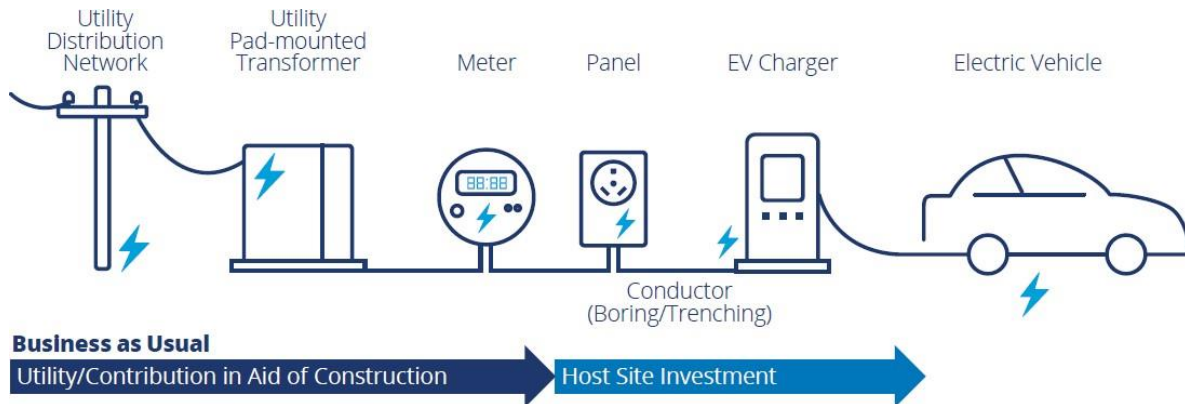 Utility
Distribution
Network
Utility
Pad-mounted
Transformer
Meter
Panel
EV Charger
Electric Vehicle
88:88
Conductor
(Boring/Trenching)
Business as Usual
Utility/Contribution in Aid of Construction
Host Site Investment